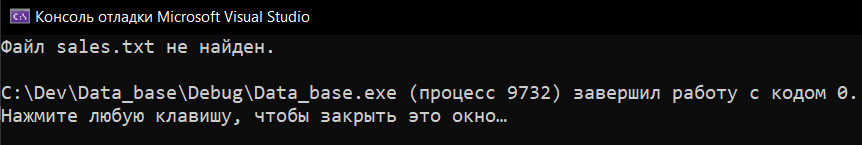 C:\ Консоль отладки Microsoft Visual Studio
Файл sales.txt не найден.
C:\Dev\Data_base\Debug\Data_base.exe (процесс 9732) завершил работу с кодом 0.
Нажмите любую клавишу, чтобы закрыть это окно…